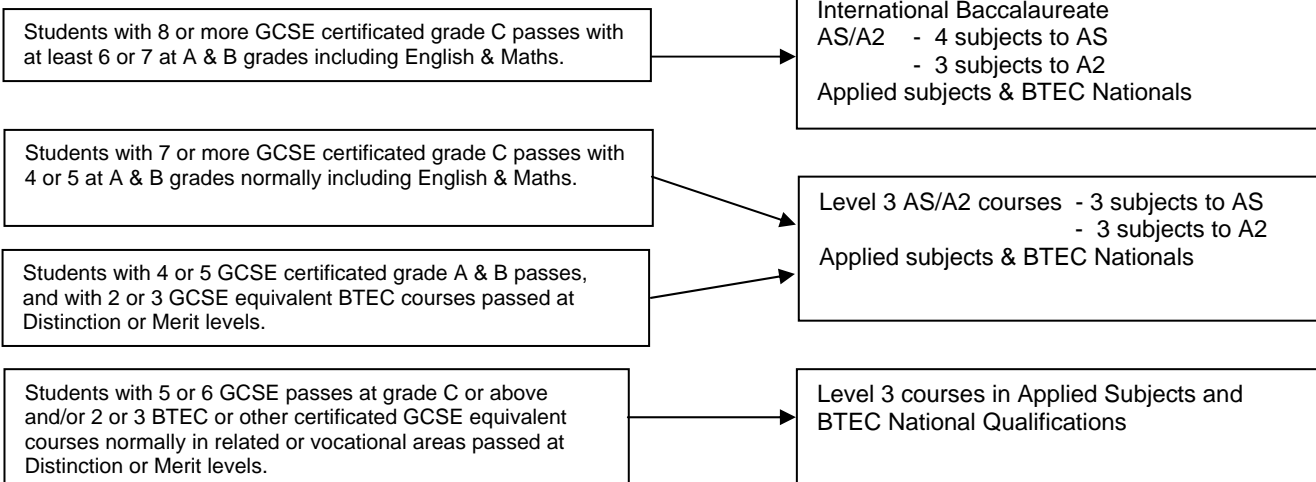 Students with 8 or more GCSE certificated grade C passes with
at least 6 or 7 at A & B grades including English & Maths.
International Baccalaureate
AS/A2 - 4 subjects to AS
- 3 subjects to A2
Applied subjects & BTEC Nationals
Students with 7 or more GCSE certificated grade C passes with
4 or 5 at A & B grades normally including English & Maths.
Students with 4 or 5 GCSE certificated grade A & B passes,
and with 2 or 3 GCSE equivalent BTEC courses passed at
Distinction or Merit levels.
Level 3 AS/A2 courses - 3 subjects to AS
- 3 subjects to A2
Applied subjects & BTEC Nationals
Students with 5 or 6 GCSE passes at grade C or above
and/or 2 or 3 BTEC or other certificated GCSE equivalent
courses normally in related or vocational areas passed at
Distinction or Merit levels.
Level 3 courses in Applied Subjects and
BTEC National Qualifications